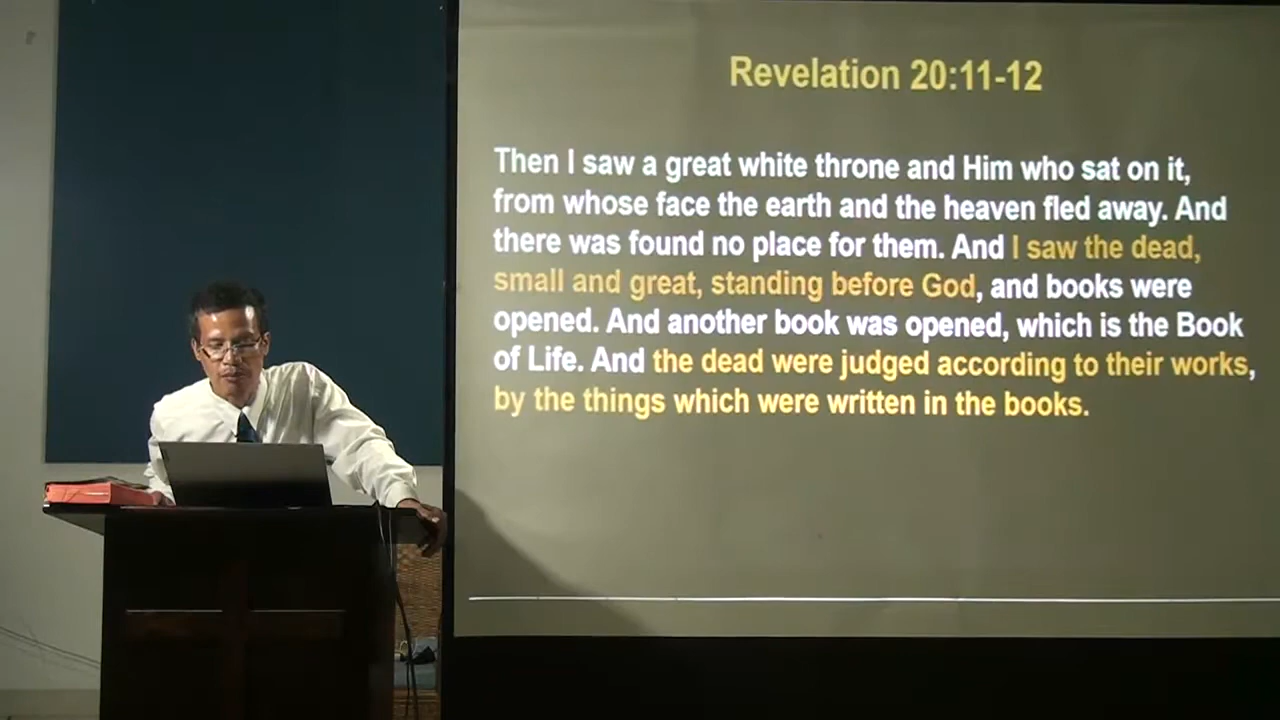 Revelation 20:11-12
Then I saw a great white throne and Him who sat on it,
from whose face the earth and the heaven fled away. And
there was found no place for them. And I saw the dead,
small and great, standing before God, and books were
opened. And another book was opened, which is the Book
of Life. And the dead were judged according to their works,
by the things which were written in the books.